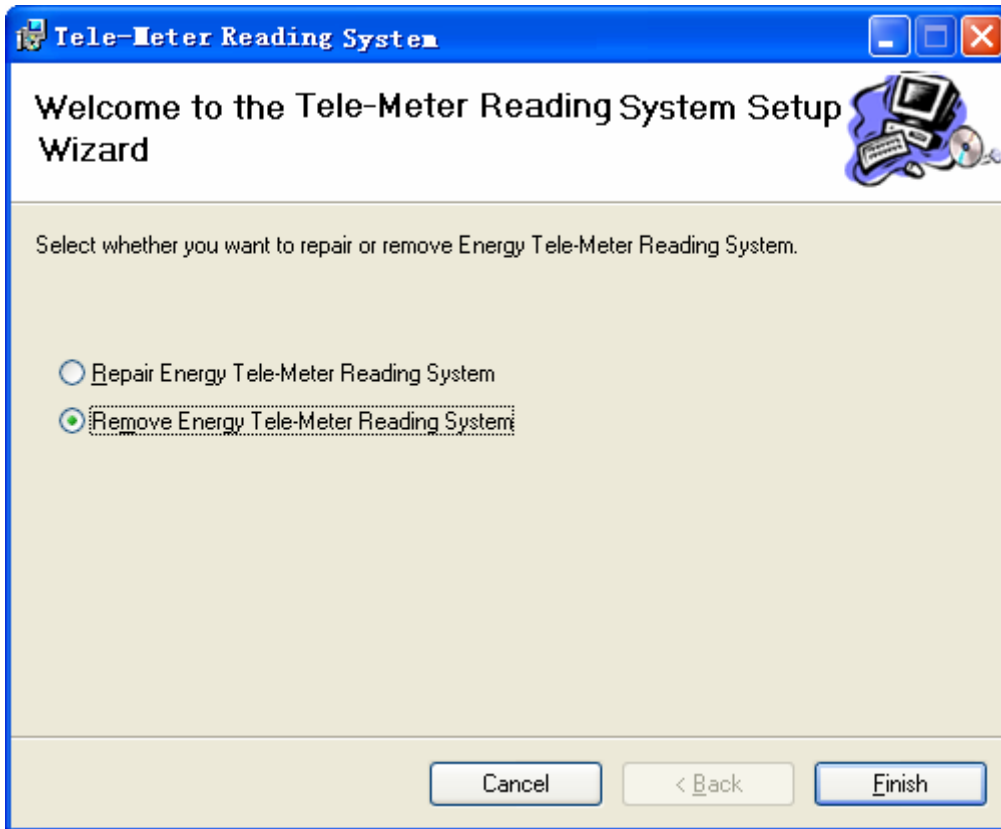 Tele-Meter Reading System
Welcome to the Tele-Meter Reading System Setup
Wizard
Select whether you want to repair or remove Energy Tele-Meter Reading System.
Repair Energy Tele-Meter Reading System
Remove Energy Tele-Meter Reading System
Cancel
< Back
Finish